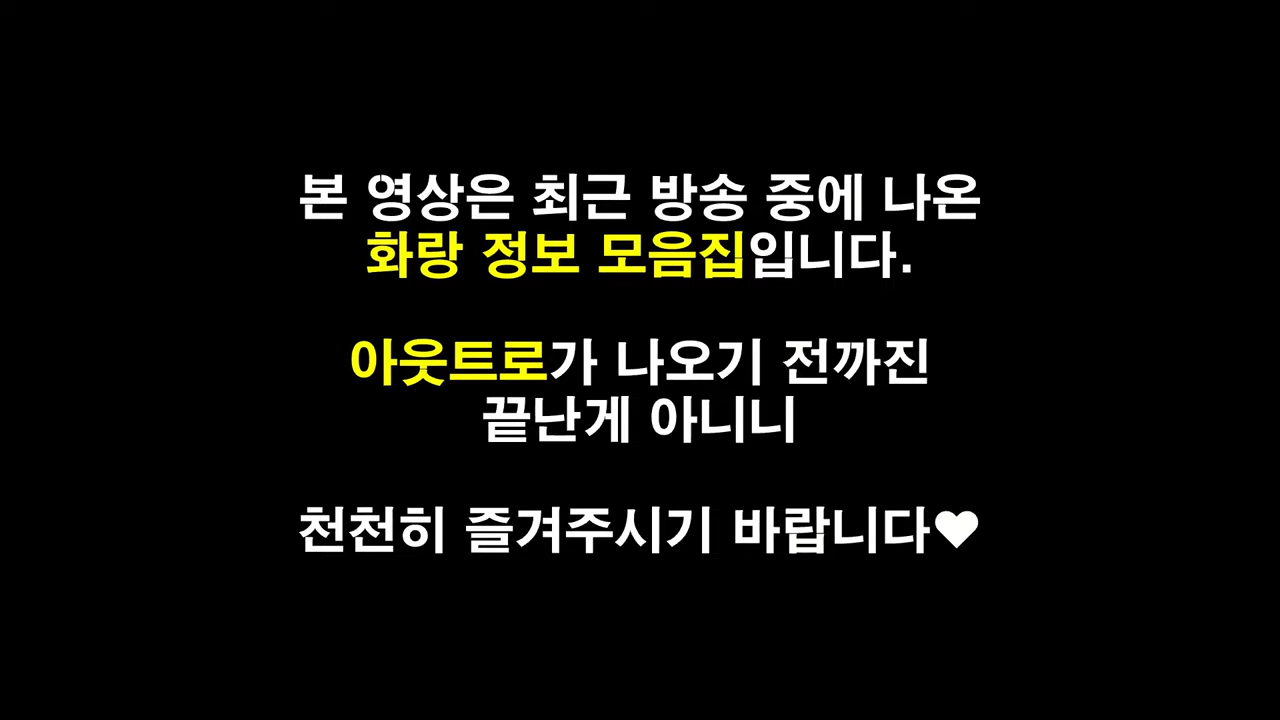 본 영상은 최근 방송 중에 나온
화랑 정보 모음집입니다.
아웃트로가 나오기 전까진
끝난게 아니니
천천히 즐겨주시기 바랍니다♥